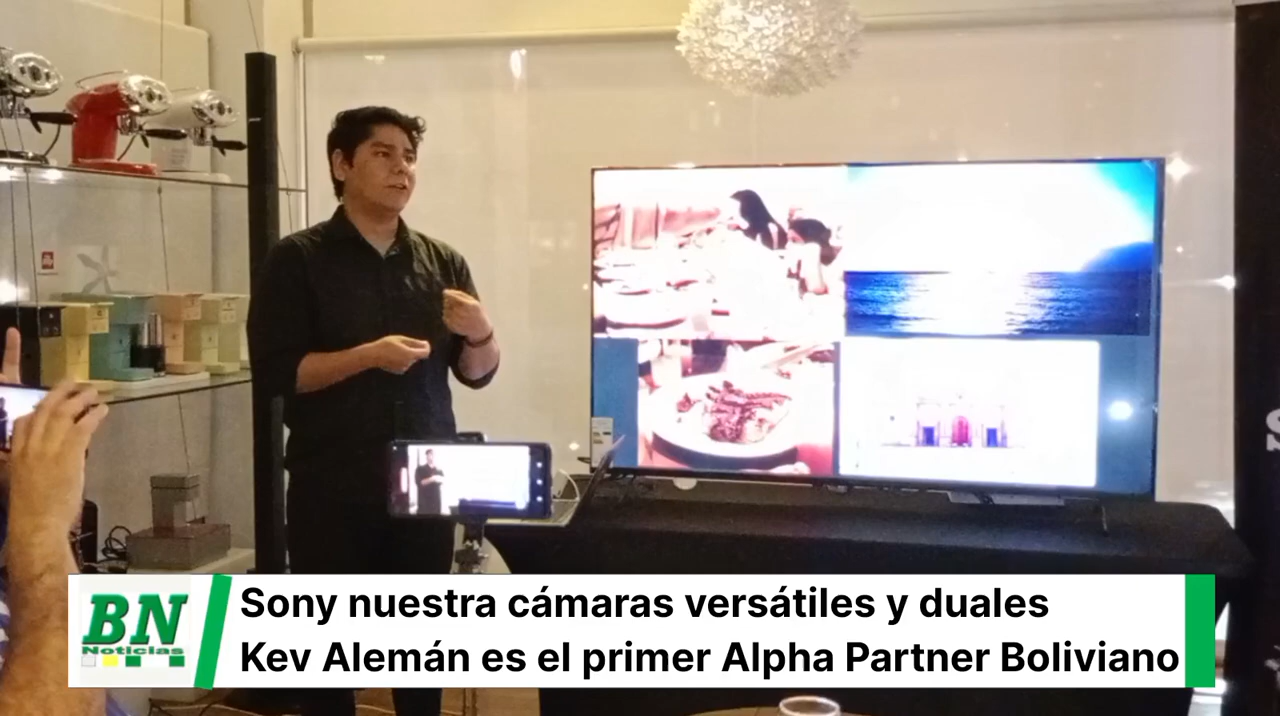 Sony nuestra cámaras versátiles y duales
Kev Alemán es el primer Alpha Partner Boliviano
BN
Noticias